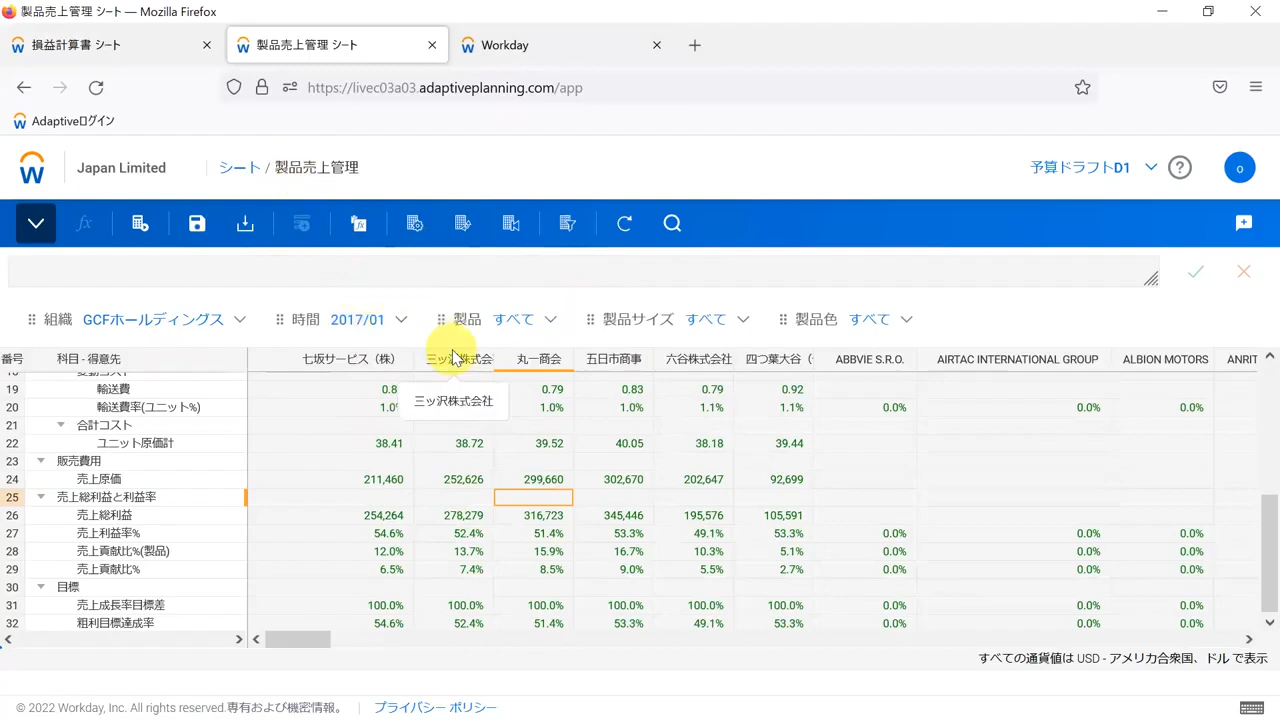 製品売上管理 シート — Mozilla Firefox
損益計算書 シート
製品売上管理 シート
Workday
https://livec03a03.adaptiveplanning.com/app
Adaptiveログイン
Japan Limited
シート / 製品売上管理
予算ドラフトD1
o
組織 GCFホールディングス 時間 2017/01 製品 すべて 製品サイズ すべて 製品色 すべて
番号 科目 - 得意先 七坂サービス（株） 三ッ沢株式会 丸一商会 五日市商事 六谷株式会社 四つ葉大谷（ ABBVIE S.R.O. AIRTAC INTERNATIONAL GROUP ALBION MOTORS ANRIT
三ッ沢株式会社
19 輸送費 0.8 0.79 0.83 0.79 0.92
20 輸送費率(ユニット%) 1.0% 1.0% 1.0% 1.1% 1.1% 0.0% 0.0% 0.0%
21 合計コスト
22 ユニット原価計 38.41 38.72 39.52 40.05 38.18 39.44
23 販売費用
24 売上原価 211,460 252,626 299,660 302,670 202,647 92,699
25 売上総利益と利益率
26 売上総利益 254,264 278,279 316,723 345,446 195,576 105,591
27 売上利益率% 54.6% 52.4% 51.4% 53.3% 49.1% 53.3% 0.0% 0.0% 0.0%
28 売上貢献比%(製品) 12.0% 13.7% 15.9% 16.7% 10.3% 5.1% 0.0% 0.0% 0.0%
29 売上貢献比% 6.5% 7.4% 8.5% 9.0% 5.5% 2.7% 0.0% 0.0% 0.0%
30 目標
31 売上成長率目標差 100.0% 100.0% 100.0% 100.0% 100.0% 100.0% 0.0% 0.0% 0.0%
32 粗利目標達成率 54.6% 52.4% 51.4% 53.3% 49.1% 53.3% 0.0% 0.0% 0.0%
すべての通貨値は USD - アメリカ合衆国、ドル で表示
© 2022 Workday, Inc. All rights reserved.専有および機密情報。 プライバシー ポリシー